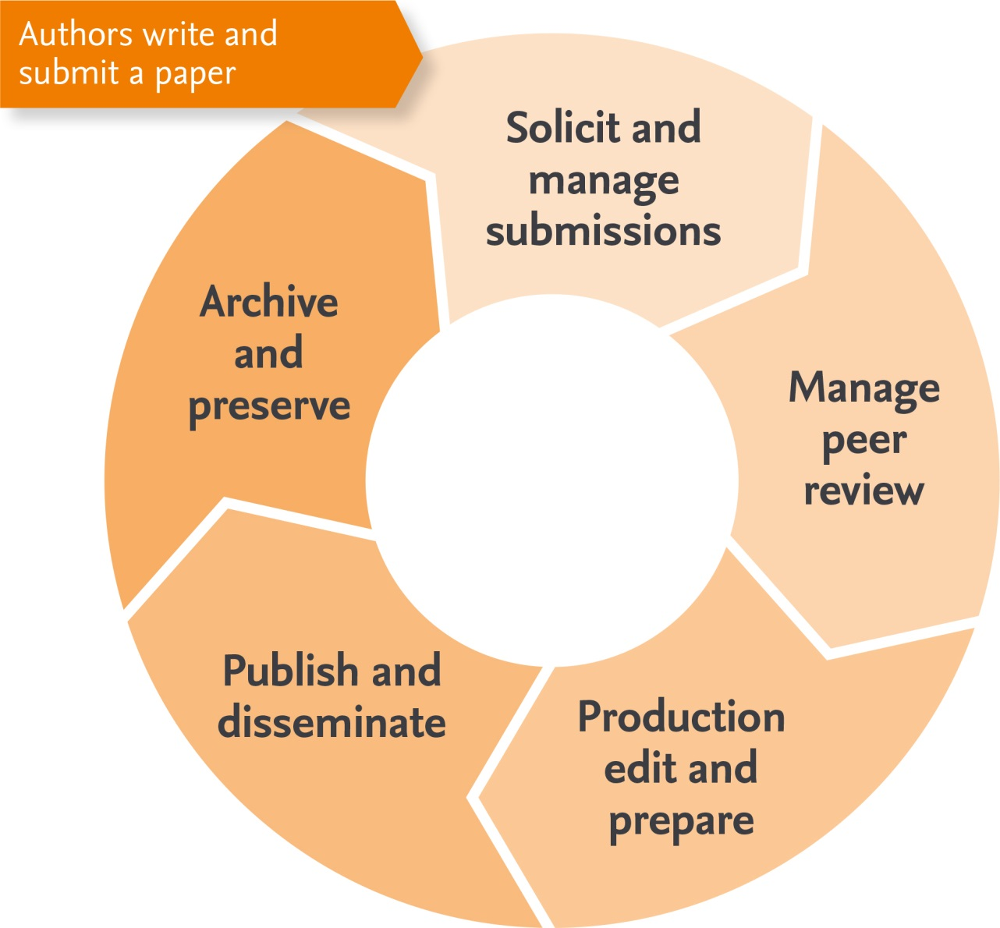 Authors write and
submit a paper
Solicit and
manage
submissions
Manage
peer
review
Production
edit and
prepare
Publish and
disseminate
Archive
and
preserve